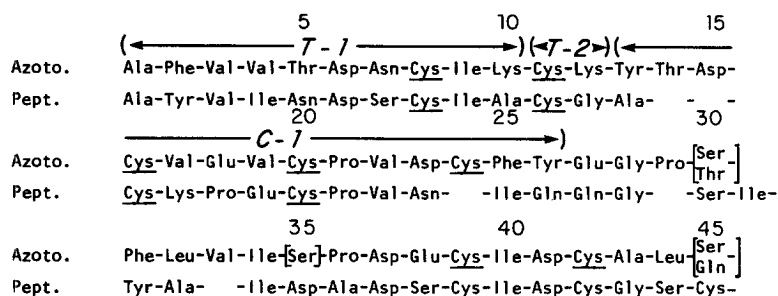 5 10 15
(← T-1 →)(← T-2 →)(←
Azoto. Ala-Phe-Val-Val-Thr-Asp-Asn-Cys-Ile-Lys-Cys-Lys-Tyr-Thr-Asp-
Pept. Ala-Tyr-Val-Ile-Asn-Asp-Ser-Cys-Ile-Ala-Cys-Gly-Ala- - -
20 25 30
C-1 →)
Azoto. Cys-Val-Glu-Val-Cys-Pro-Val-Asp-Cys-Phe-Tyr-Glu-Gly-Pro-[Ser
Thr-]
Pept. Cys-Lys-Pro-Glu-Cys-Pro-Val-Asn- -Ile-Gln-Gln-Gly- -Ser-Ile-
35 40 45
Azoto. Phe-Leu-Val-Ile-[Ser]-Pro-Asp-Glu-Cys-Ile-Asp-Cys-Ala-Leu-[Ser
Gln-]
Pept. Tyr-Ala- -Ile-Asp-Ala-Asp-Ser-Cys-Ile-Asp-Cys-Gly-Ser-Cys-